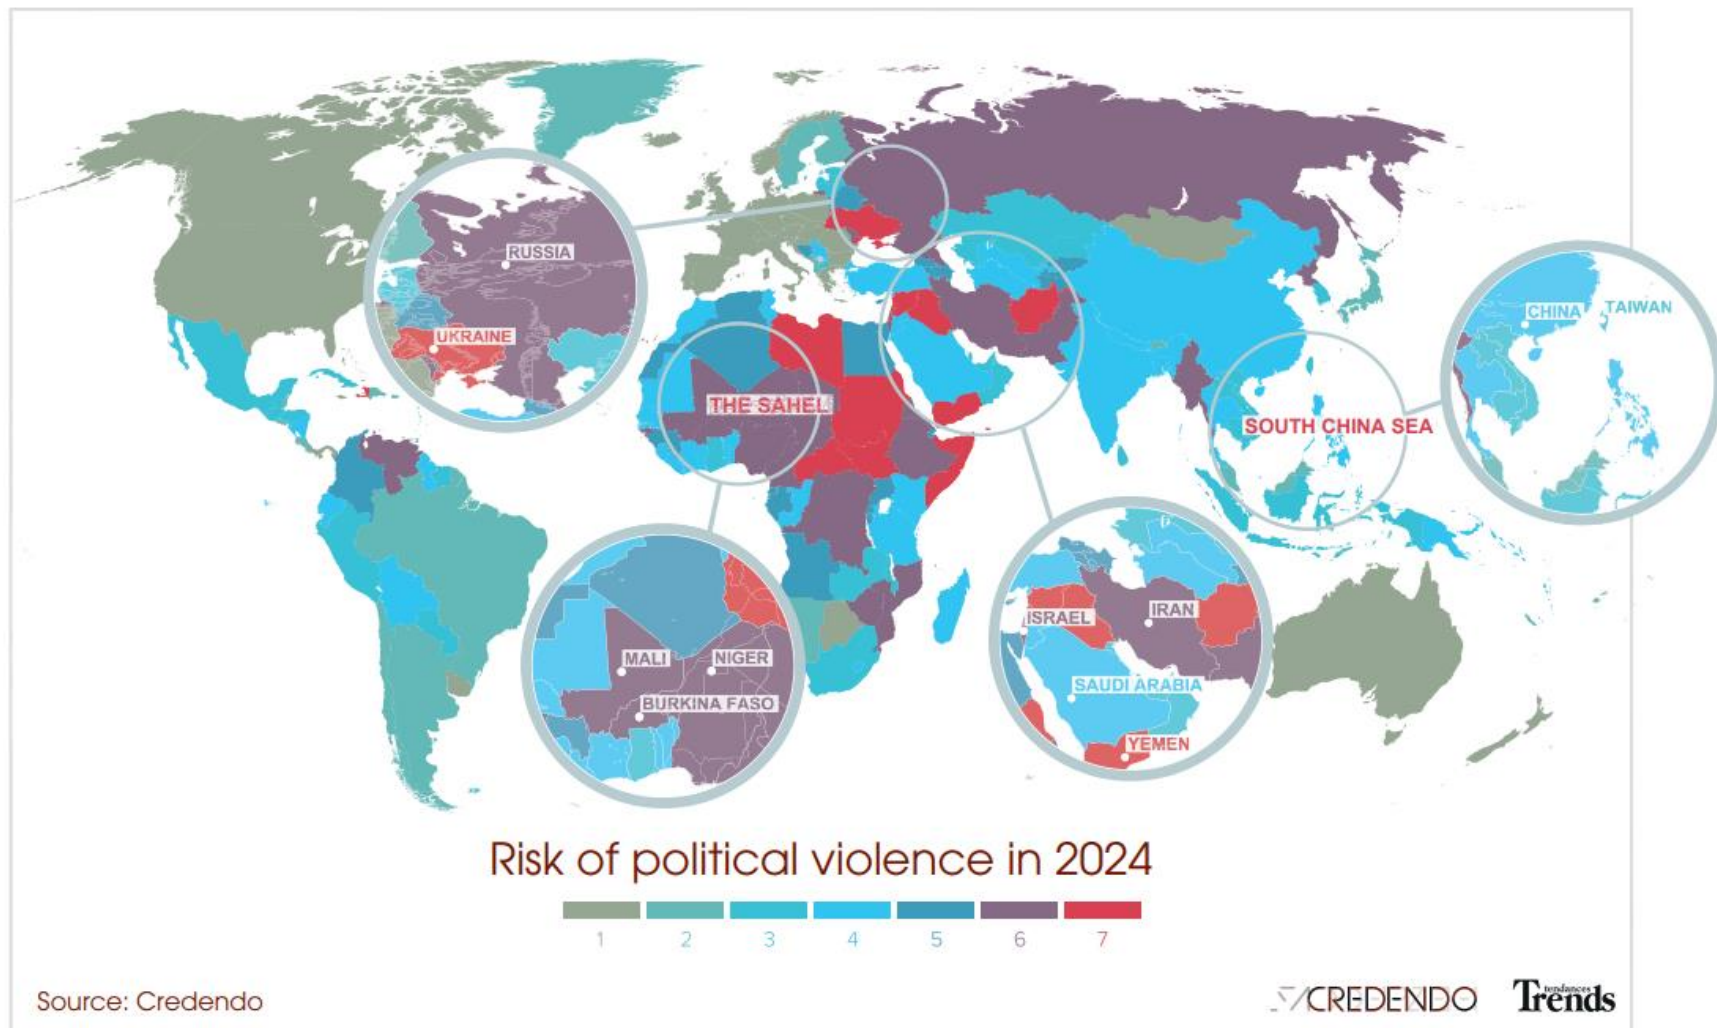 RUSSIA
UKRAINE
THE SAHEL
SOUTH CHINA SEA
CHINA
TAIWAN
MALI
NIGER
BURKINA FASO
ISRAEL
IRAN
SAUDI ARABIA
YEMEN
Risk of political violence in 2024
1 2 3 4 5 6 7
Source: Credendo
CREDENDO
tendances
Trends